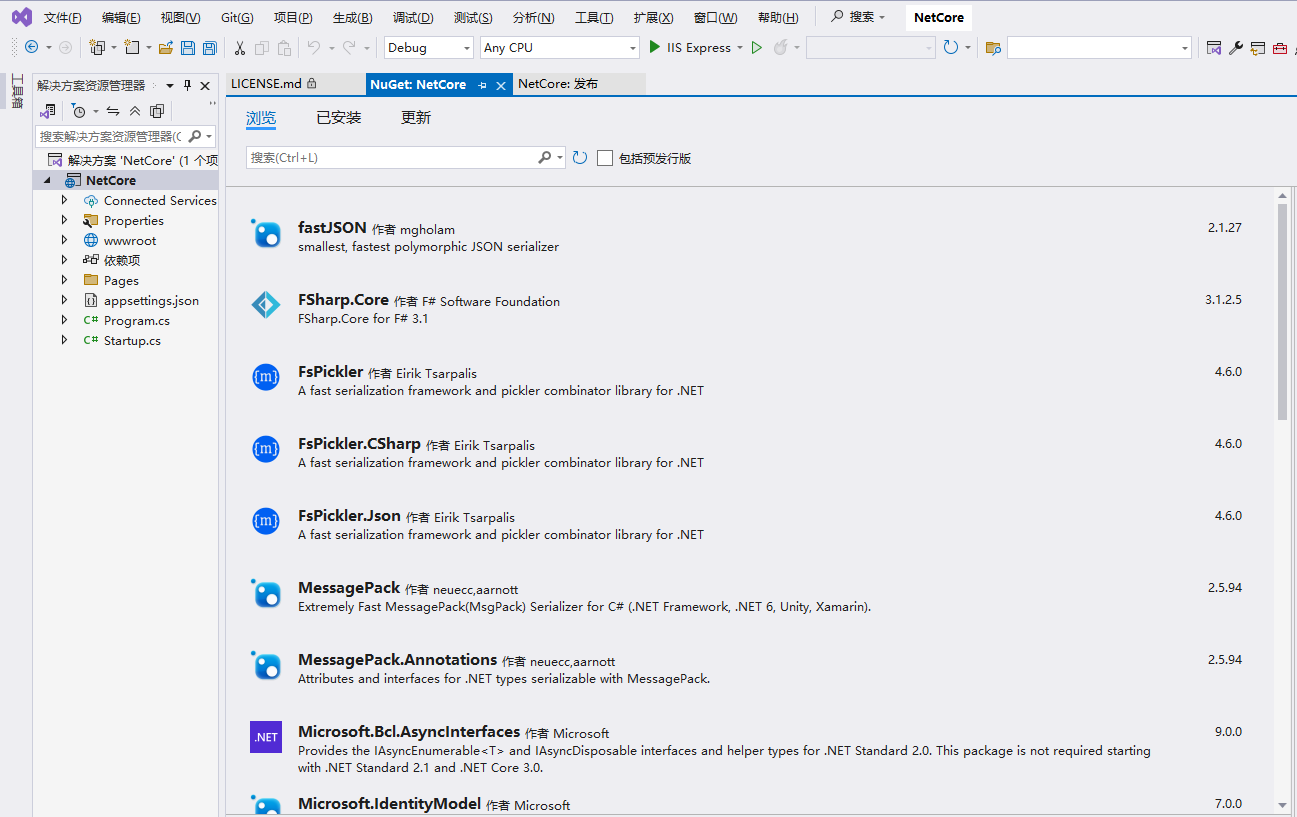 文件(F) 编辑(E) 视图(V) Git(G) 项目(P) 生成(B) 调试(D) 测试(S) 分析(N) 工具(T) 扩展(X) 窗口(W) 帮助(H) 搜索 NetCore
Debug Any CPU IIS Express
工具箱
解决方案资源管理器
搜索解决方案资源管理器(C
解决方案 'NetCore' (1 个项
NetCore
Connected Services
Properties
wwwroot
依赖项
Pages
appsettings.json
C# Program.cs
C# Startup.cs
LICENSE.md NuGet: NetCore NetCore: 发布
浏览 已安装 更新
搜索(Ctrl+L) 包括预发行版
fastJSON 作者 mgholam 2.1.27
smallest, fastest polymorphic JSON serializer
FSharp.Core 作者 F# Software Foundation 3.1.2.5
FSharp.Core for F# 3.1
{m} FsPickler 作者 Eirik Tsarpalis 4.6.0
A fast serialization framework and pickler combinator library for .NET
{m} FsPickler.CSharp 作者 Eirik Tsarpalis 4.6.0
A fast serialization framework and pickler combinator library for .NET
{m} FsPickler.Json 作者 Eirik Tsarpalis 4.6.0
A fast serialization framework and pickler combinator library for .NET
MessagePack 作者 neuecc,aarnott 2.5.94
Extremely Fast MessagePack(MsgPack) Serializer for C# (.NET Framework, .NET 6, Unity, Xamarin).
MessagePack.Annotations 作者 neuecc,aarnott 2.5.94
Attributes and interfaces for .NET types serializable with MessagePack.
.NET Microsoft.Bcl.AsyncInterfaces 作者 Microsoft 9.0.0
Provides the IAsyncEnumerable<T> and IAsyncDisposable interfaces and helper types for .NET Standard 2.0. This package is not required starting
with .NET Standard 2.1 and .NET Core 3.0.
Microsoft.IdentityModel 作者 Microsoft 7.0.0